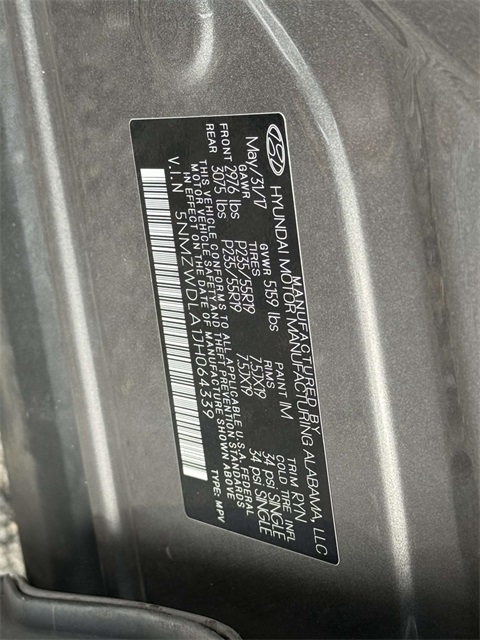 MANUFACTURED BY
HYUNDAI MOTOR MANUFACTURING ALABAMA, LLC
May/31/17 GVWR 5159 lbs PAINT 1M TRIM RYN
GAWR TIRES RIMS COLD TIRE INFL
FRONT 2976 lbs P235/55R19 7.5JX19 34 psi SINGLE
REAR 3075 lbs P235/55R19 7.5JX19 34 psi SINGLE
THIS VEHICLE CONFORMS TO ALL APPLICABLE U.S.A. FEDERAL
MOTOR VEHICLE SAFETY AND THEFT PREVENTION STANDARDS
IN EFFECT ON THE DATE OF MANUFACTURE SHOWN ABOVE
V.I.N 5NMZWDLA1JH064339 TYPE: MPV